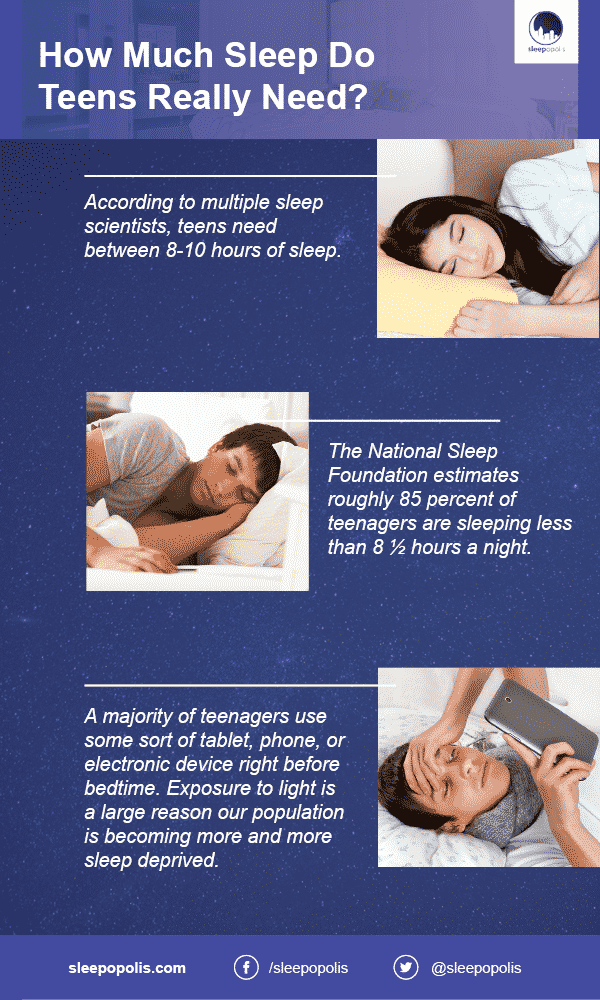 How Much Sleep Do
Teens Really Need?
sleepopolis
According to multiple sleep
scientists, teens need
between 8-10 hours of sleep.
The National Sleep
Foundation estimates
roughly 85 percent of
teenagers are sleeping less
than 8 ½ hours a night.
A majority of teenagers use
some sort of tablet, phone, or
electronic device right before
bedtime. Exposure to light is
a large reason our population
is becoming more and more
sleep deprived.
sleepopolis.com
/sleepopolis
@sleepopolis